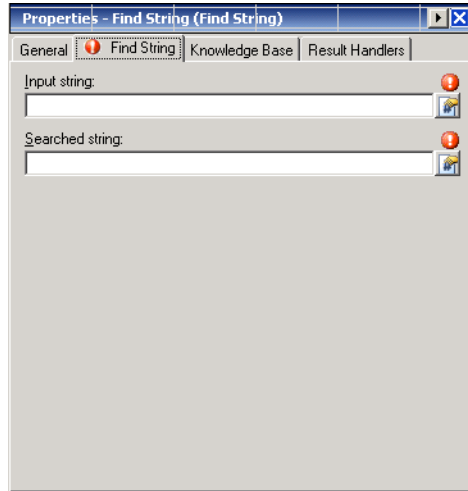 Properties - Find String (Find String)
General Find String Knowledge Base Result Handlers
Input string:
Searched string: